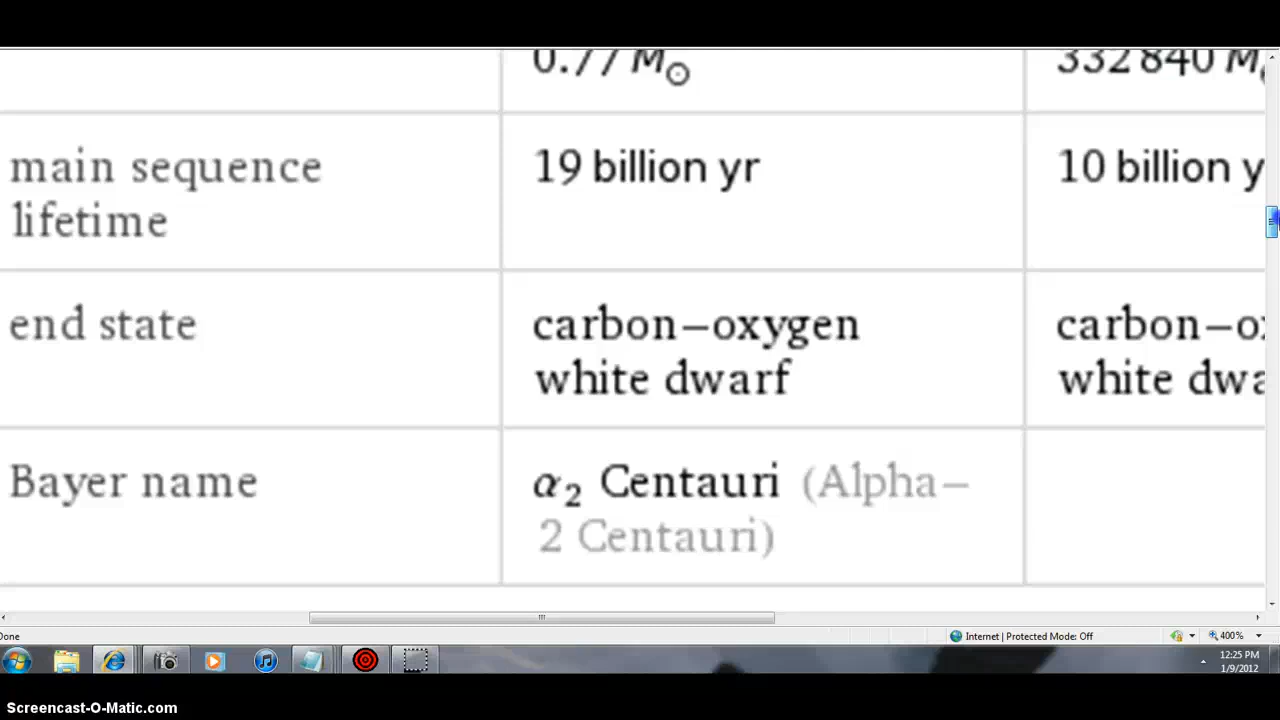 0.77 M☉ 332840 M
main sequence 19 billion yr 10 billion y
lifetime
end state carbon–oxygen carbon–ox
white dwarf white dwa
Bayer name α₂ Centauri (Alpha–
2 Centauri)
Done Internet | Protected Mode: Off 400%
12:25 PM
1/9/2012
Screencast-O-Matic.com